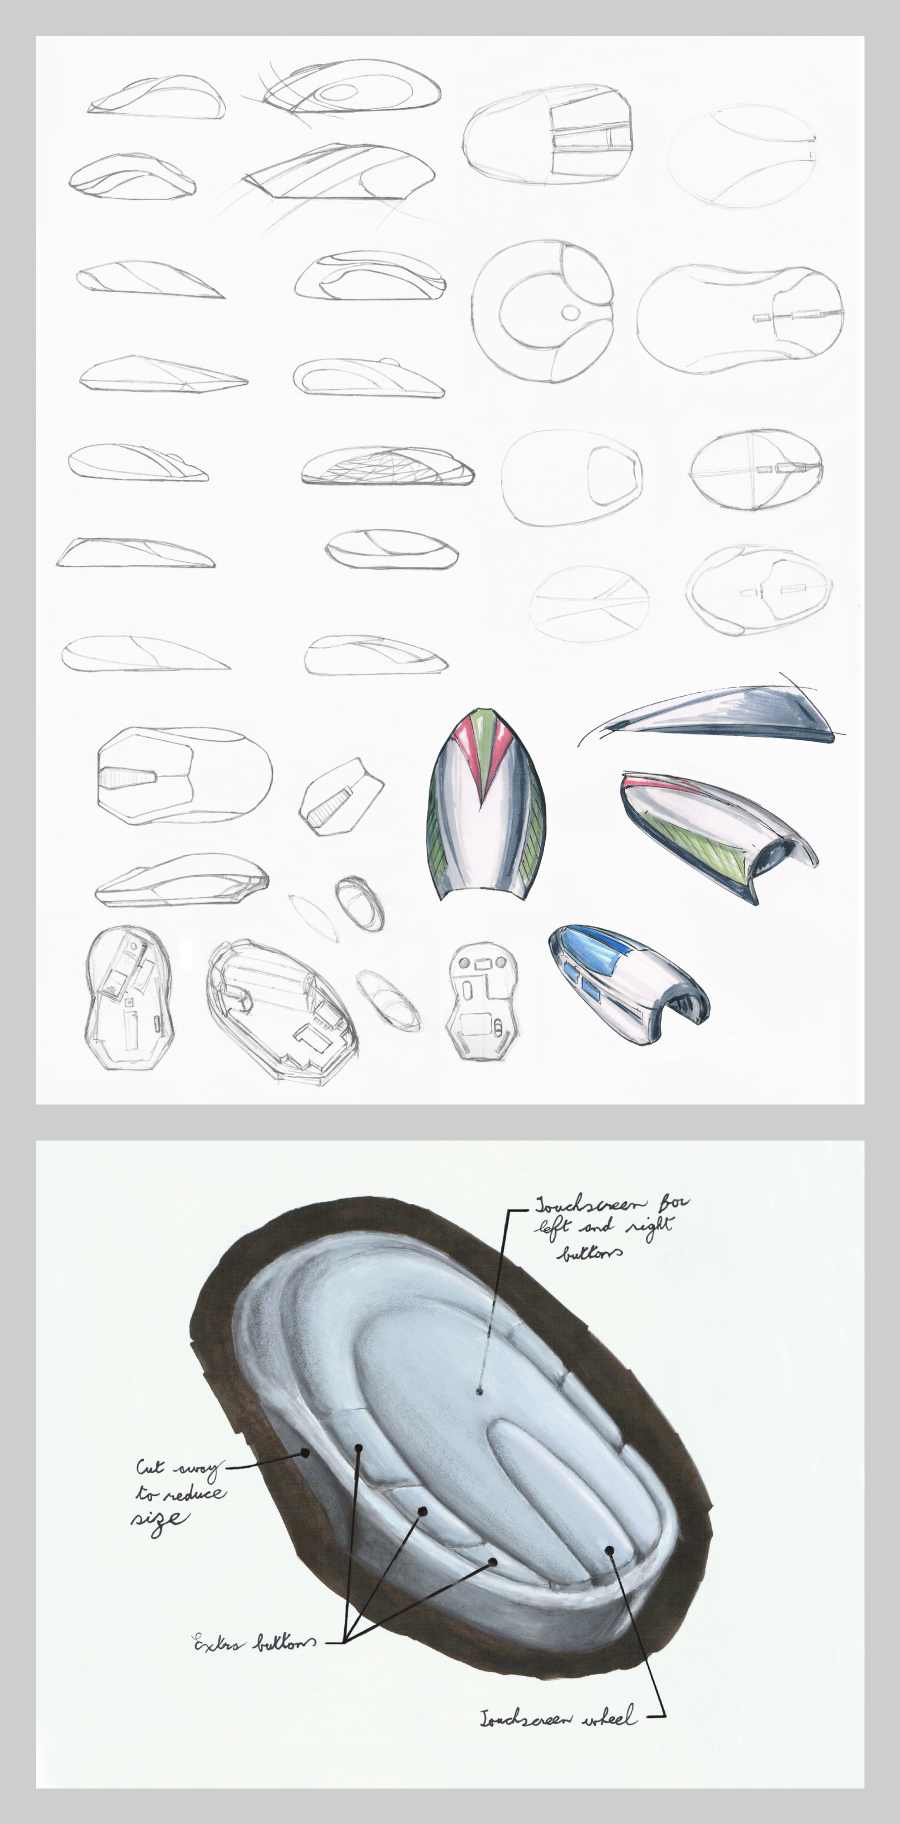 Touchscreen for
left and right
buttons
Cut away
to reduce
size
Extra buttons
Touchscreen wheel